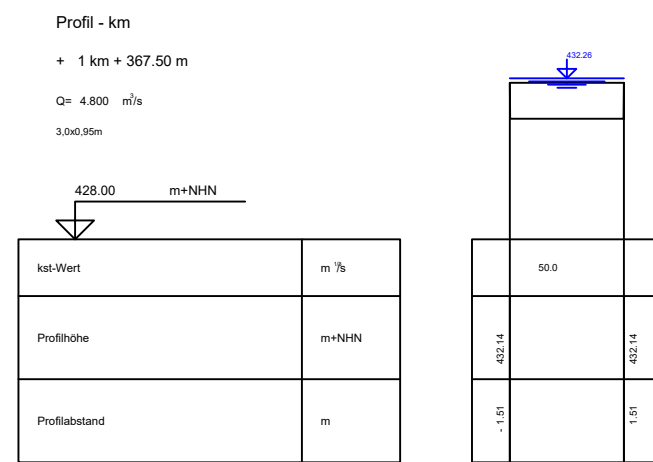 Profil - km
+ 1 km + 367.50 m
Q= 4.800 m³/s
3,0x0,95m
432.26
428.00 m+NHN
kst-Wert m ¹/³/s 50.0
Profilhöhe m+NHN 432.14 432.14
Profilabstand m - 1.51 1.51